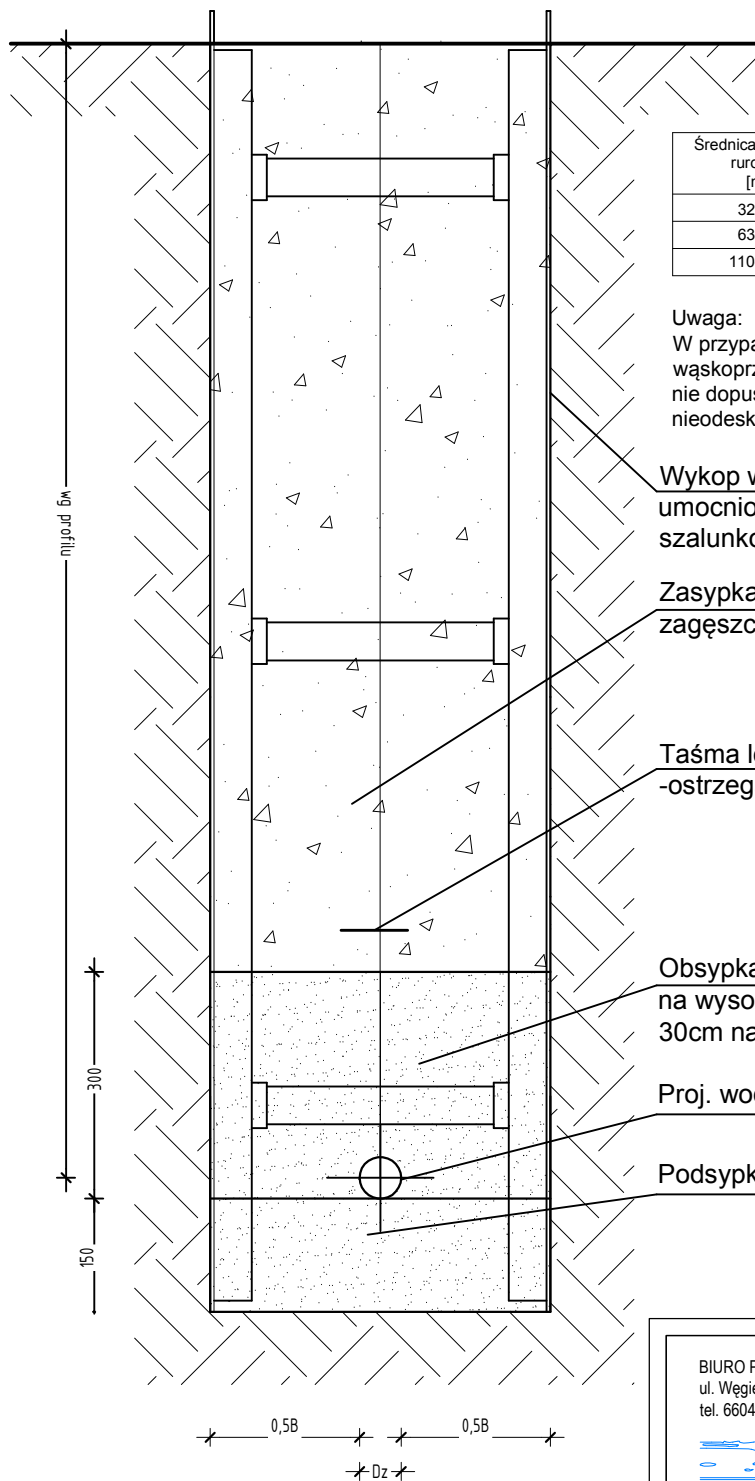 Średnica
ruro
[m
32
63
110
Uwaga:
W przypa
wąskoprz
nie dopus
nieodesk
Wykop w
umocnio
szalunko
Zasypka
zagęszcz
Taśma lo
-ostrzeg
Obsypka
na wyso
30cm na
Proj. wod
Podsypk
wg profilu
300
150
0,5B
0,5B
Dz
BIURO P
ul. Węgie
tel. 6604